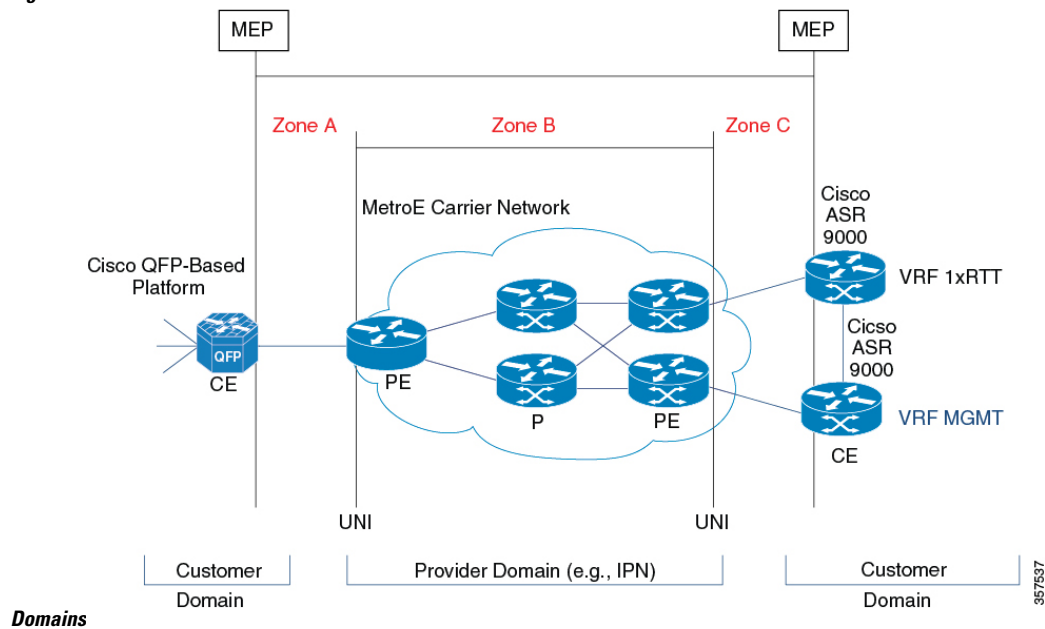 MEP
MEP
Zone A
Zone B
Zone C
MetroE Carrier Network
Cisco
ASR
9000
Cisco QFP-Based
Platform
VRF 1xRTT
QFP
CE
PE
P
PE
Cicso
ASR
9000
VRF MGMT
CE
UNI
UNI
Customer
Domain
Provider Domain (e.g., IPN)
Customer
Domain
357537
Domains